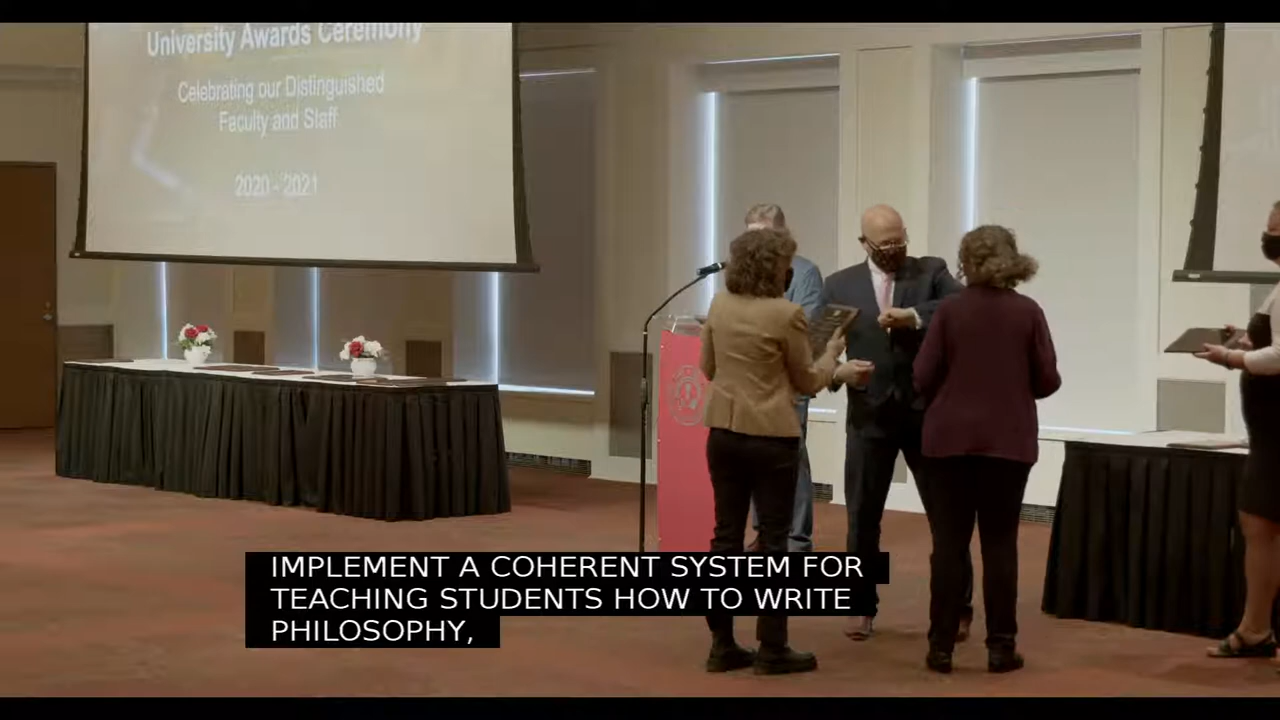 University Awards Ceremony
Celebrating our Distinguished
Faculty and Staff
2020 - 2021
IMPLEMENT A COHERENT SYSTEM FOR
TEACHING STUDENTS HOW TO WRITE
PHILOSOPHY,